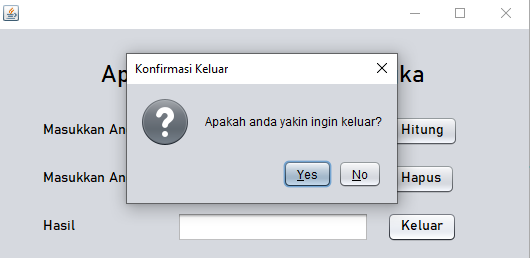 Konfirmasi Keluar
Ap ka
Apakah anda yakin ingin keluar?
Masukkan An Hitung
Yes No
Masukkan An Hapus
Hasil Keluar